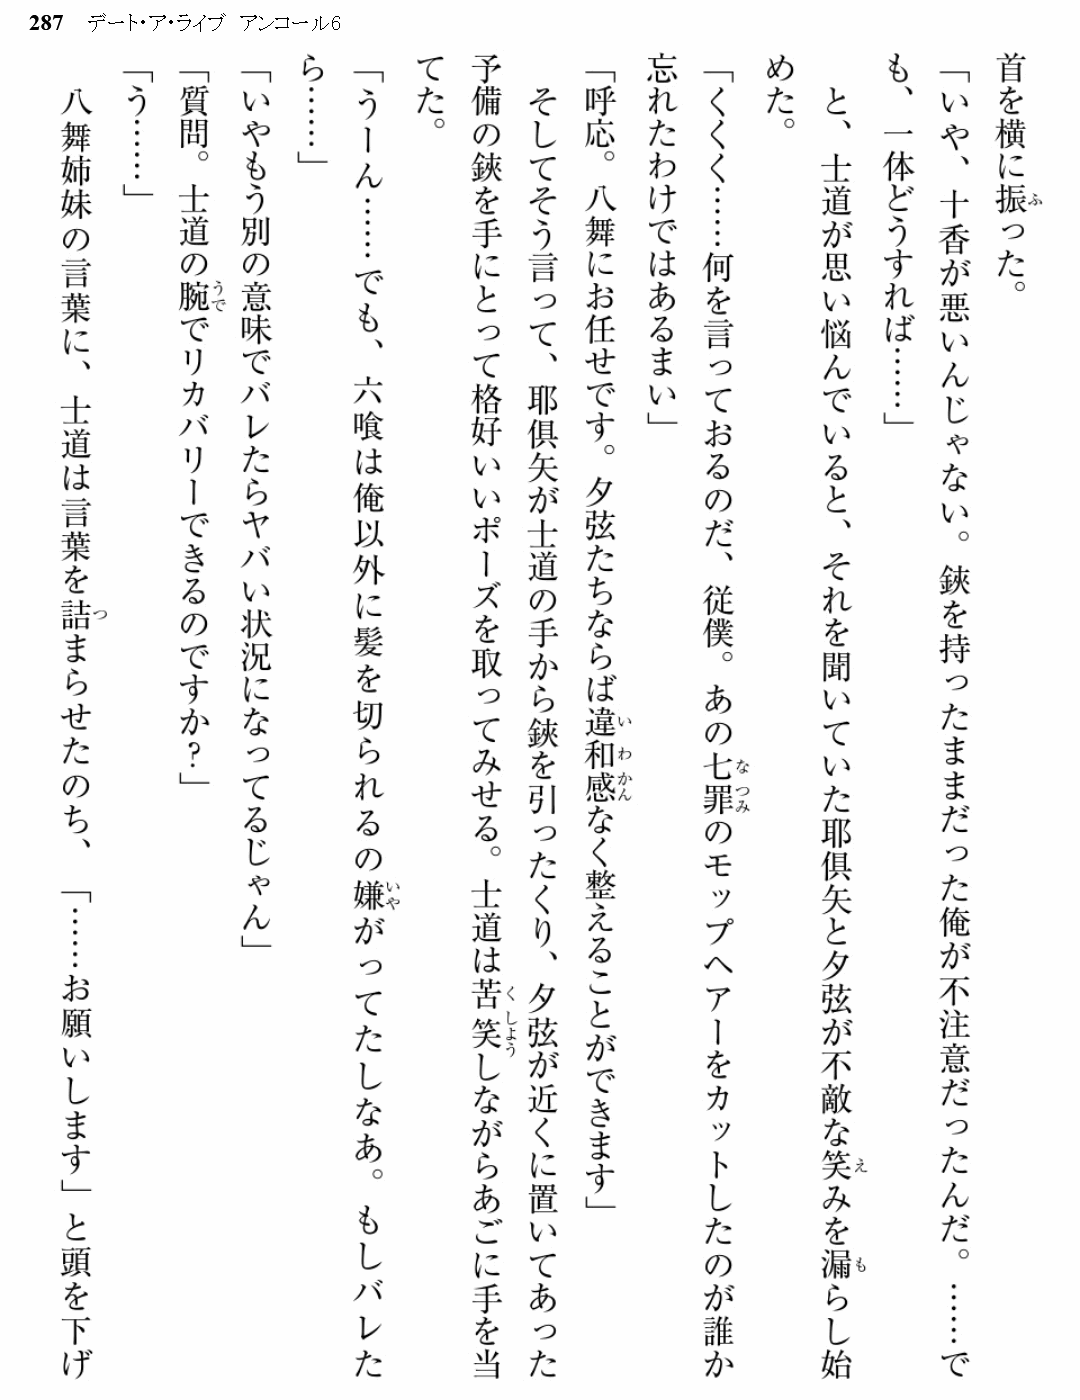 287 デート・ア・ライブ アンコール6
首を横に振った。
「いや、十香が悪いんじゃない。鋏を持ったままだった俺が不注意だったんだ。……で
も、一体どうすれば……」
と、士道が思い悩んでいると、それを聞いていた耶倶矢と夕弦が不敵な笑みを漏らし始
めた。
「くくく……何を言っておるのだ、従僕。あの七罪のモップヘアーをカットしたのが誰か
忘れたわけではあるまい」
「呼応。八舞にお任せです。夕弦たちならば違和感なく整えることができます」
そしてそう言って、耶倶矢が士道の手から鋏を引ったくり、夕弦が近くに置いてあった
予備の鋏を手にとって格好いいポーズを取ってみせる。士道は苦笑しながらあごに手を当
てた。
「うーん……でも、六喰は俺以外に髪を切られるの嫌がってたしなあ。もしバレた
ら……」
「いやもう別の意味でバレたらヤバい状況になってるじゃん」
「質問。士道の腕でリカバリーできるのですか？」
「う……」
八舞姉妹の言葉に、士道は言葉を詰まらせたのち、「……お願いします」と頭を下げ